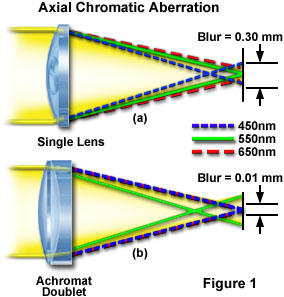 Axial Chromatic Aberration
Blur = 0.30 mm
(a)
Single Lens
450nm
550nm
650nm
Blur = 0.01 mm
(b)
Achromat
Doublet
Figure 1